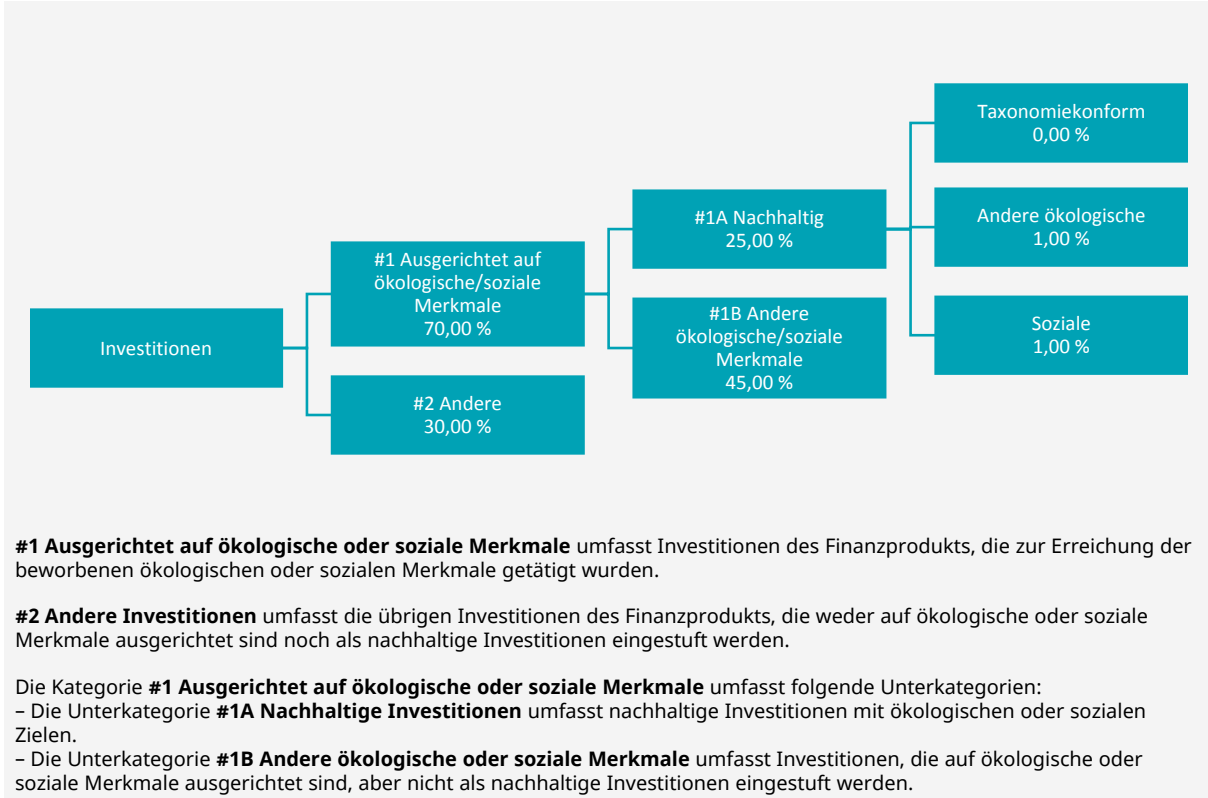 Taxonomiekonform
0,00 %
#1A Nachhaltig
25,00 %
Andere ökologische
1,00 %
#1 Ausgerichtet auf
ökologische/soziale
Merkmale
70,00 %
#1B Andere
ökologische/soziale
Merkmale
45,00 %
Soziale
1,00 %
Investitionen
#2 Andere
30,00 %
#1 Ausgerichtet auf ökologische oder soziale Merkmale umfasst Investitionen des Finanzprodukts, die zur Erreichung der
beworbenen ökologischen oder sozialen Merkmale getätigt wurden.
#2 Andere Investitionen umfasst die übrigen Investitionen des Finanzprodukts, die weder auf ökologische oder soziale
Merkmale ausgerichtet sind noch als nachhaltige Investitionen eingestuft werden.
Die Kategorie #1 Ausgerichtet auf ökologische oder soziale Merkmale umfasst folgende Unterkategorien:
– Die Unterkategorie #1A Nachhaltige Investitionen umfasst nachhaltige Investitionen mit ökologischen oder sozialen
Zielen.
– Die Unterkategorie #1B Andere ökologische oder soziale Merkmale umfasst Investitionen, die auf ökologische oder
soziale Merkmale ausgerichtet sind, aber nicht als nachhaltige Investitionen eingestuft werden.